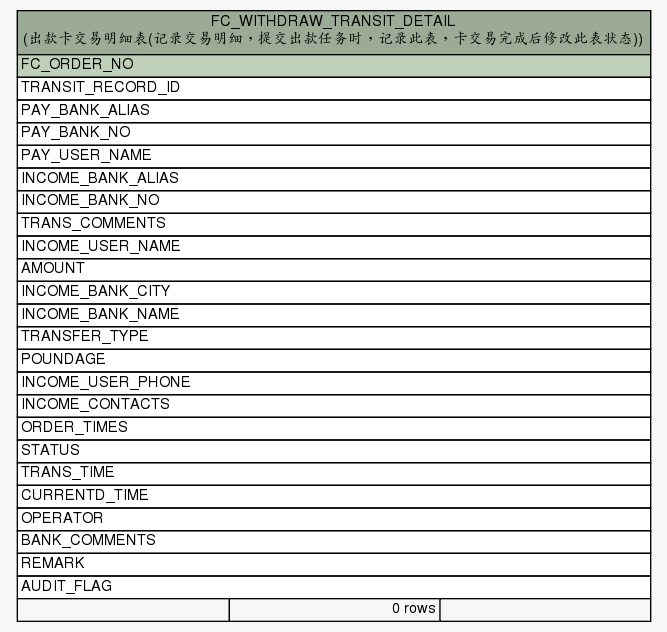 FC_WITHDRAW_TRANSIT_DETAIL
(出款卡交易明细表(记录交易明细，提交出款任务时，记录此表，卡交易完成后修改此表状态))
FC_ORDER_NO
TRANSIT_RECORD_ID
PAY_BANK_ALIAS
PAY_BANK_NO
PAY_USER_NAME
INCOME_BANK_ALIAS
INCOME_BANK_NO
TRANS_COMMENTS
INCOME_USER_NAME
AMOUNT
INCOME_BANK_CITY
INCOME_BANK_NAME
TRANSFER_TYPE
POUNDAGE
INCOME_USER_PHONE
INCOME_CONTACTS
ORDER_TIMES
STATUS
TRANS_TIME
CURRENTD_TIME
OPERATOR
BANK_COMMENTS
REMARK
AUDIT_FLAG
0 rows